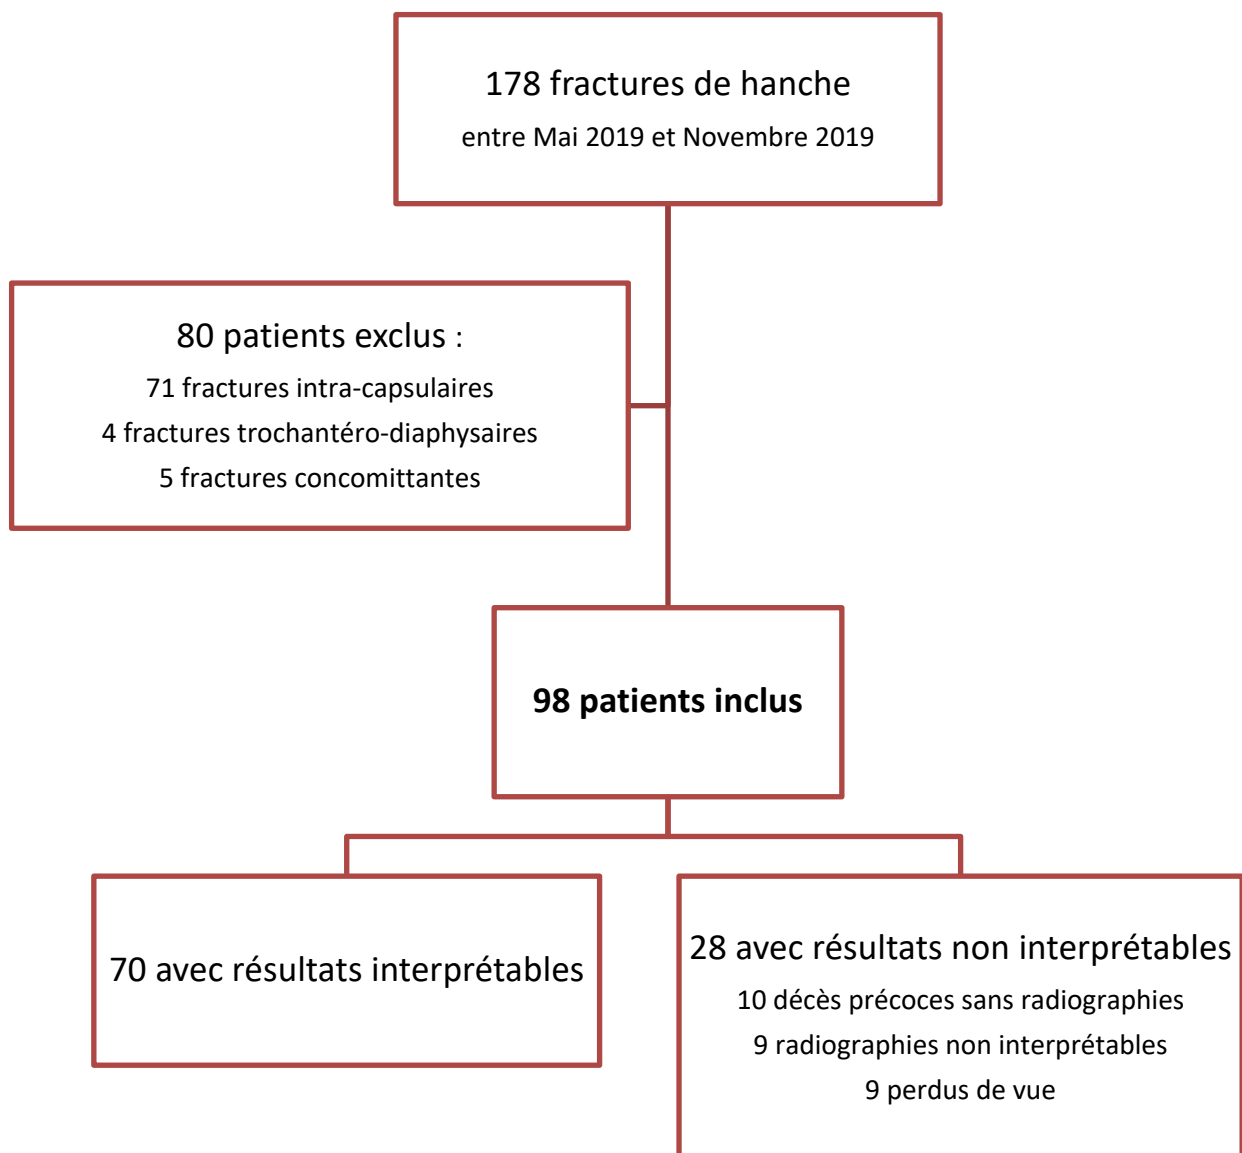 178 fractures de hanche
entre Mai 2019 et Novembre 2019
80 patients exclus :
71 fractures intra-capsulaires
4 fractures trochantéro-diaphysaires
5 fractures concomittantes
98 patients inclus
70 avec résultats interprétables
28 avec résultats non interprétables
10 décès précoces sans radiographies
9 radiographies non interprétables
9 perdus de vue